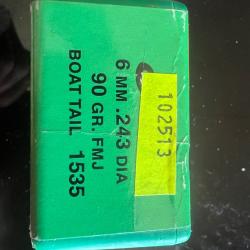 102513
6 MM .243 DIA
90 GR. FMJ
BOAT TAIL 1535